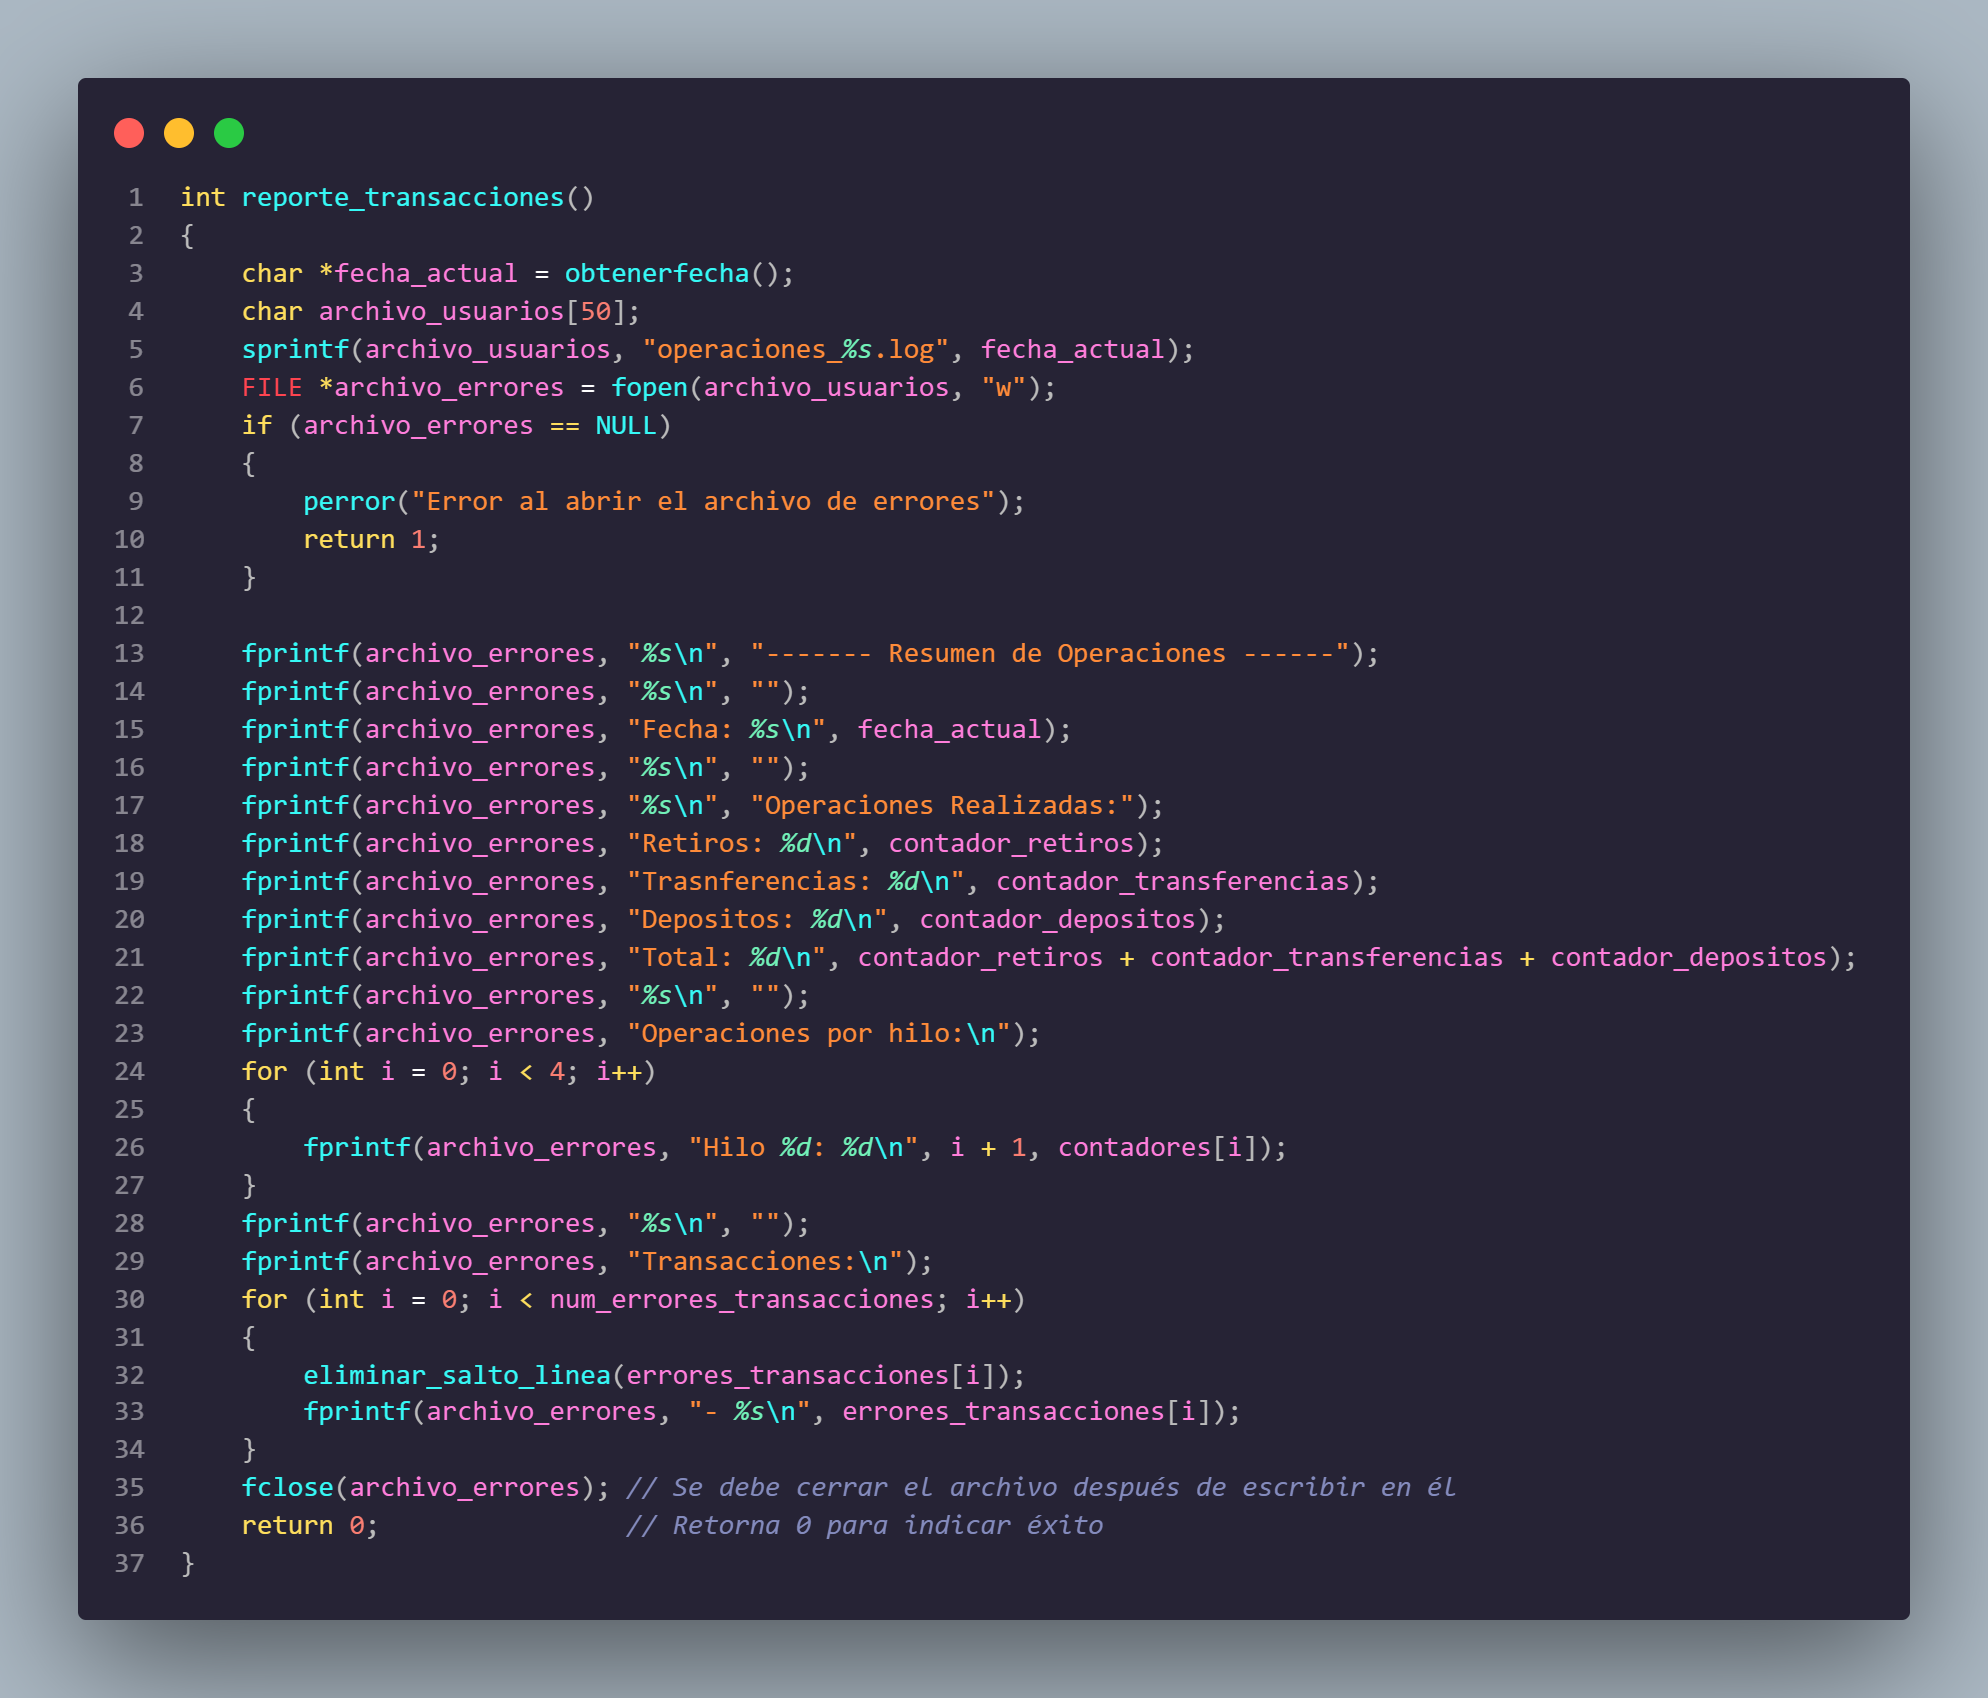 1 int reporte_transacciones()
2 {
3     char *fecha_actual = obtenerfecha();
4     char archivo_usuarios[50];
5     sprintf(archivo_usuarios, "operaciones_%s.log", fecha_actual);
6     FILE *archivo_errores = fopen(archivo_usuarios, "w");
7     if (archivo_errores == NULL)
8     {
9         perror("Error al abrir el archivo de errores");
10         return 1;
11     }
12
13     fprintf(archivo_errores, "%s\n", "------- Resumen de Operaciones ------");
14     fprintf(archivo_errores, "%s\n", "");
15     fprintf(archivo_errores, "Fecha: %s\n", fecha_actual);
16     fprintf(archivo_errores, "%s\n", "");
17     fprintf(archivo_errores, "%s\n", "Operaciones Realizadas:");
18     fprintf(archivo_errores, "Retiros: %d\n", contador_retiros);
19     fprintf(archivo_errores, "Trasnferencias: %d\n", contador_transferencias);
20     fprintf(archivo_errores, "Depositos: %d\n", contador_depositos);
21     fprintf(archivo_errores, "Total: %d\n", contador_retiros + contador_transferencias + contador_depositos);
22     fprintf(archivo_errores, "%s\n", "");
23     fprintf(archivo_errores, "Operaciones por hilo:\n");
24     for (int i = 0; i < 4; i++)
25     {
26         fprintf(archivo_errores, "Hilo %d: %d\n", i + 1, contadores[i]);
27     }
28     fprintf(archivo_errores, "%s\n", "");
29     fprintf(archivo_errores, "Transacciones:\n");
30     for (int i = 0; i < num_errores_transacciones; i++)
31     {
32         eliminar_salto_linea(errores_transacciones[i]);
33         fprintf(archivo_errores, "- %s\n", errores_transacciones[i]);
34     }
35     fclose(archivo_errores); // Se debe cerrar el archivo después de escribir en él
36     return 0;                // Retorna 0 para indicar éxito
37 }